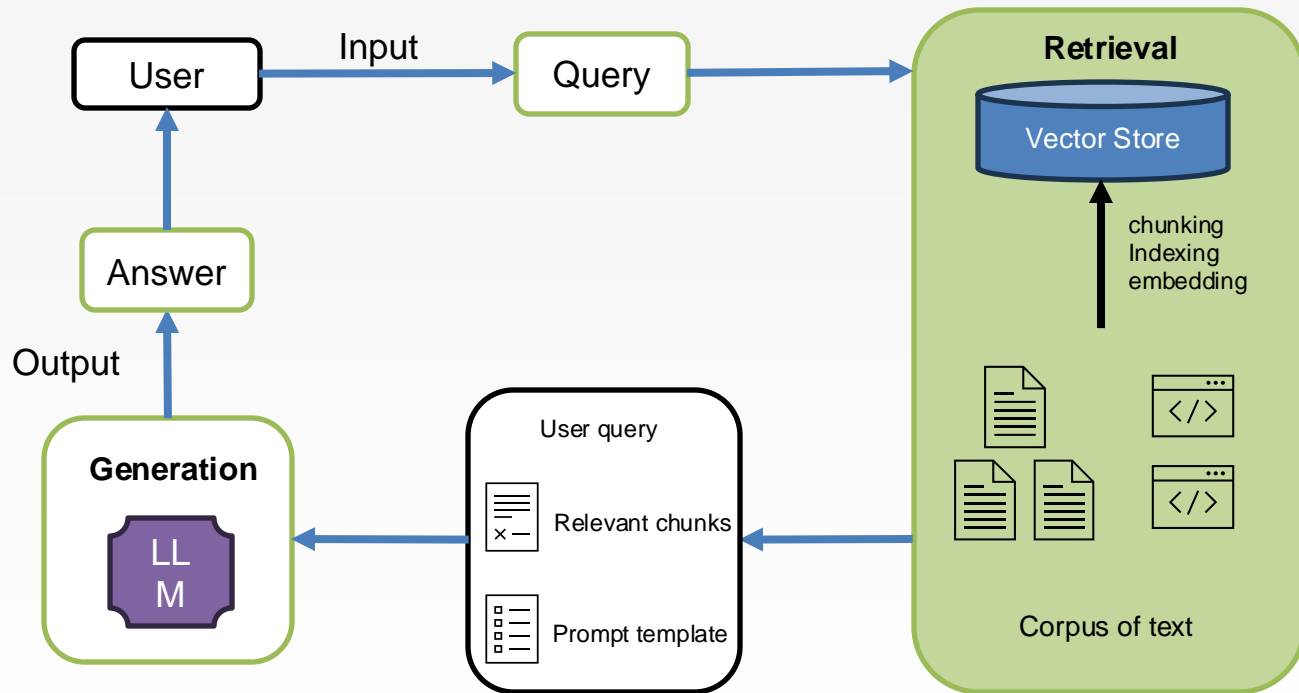 User
Input
Query
Retrieval
Vector Store
chunking
Indexing
embedding
Corpus of text
User query
Relevant chunks
Prompt template
Generation
LL
M
Output
Answer